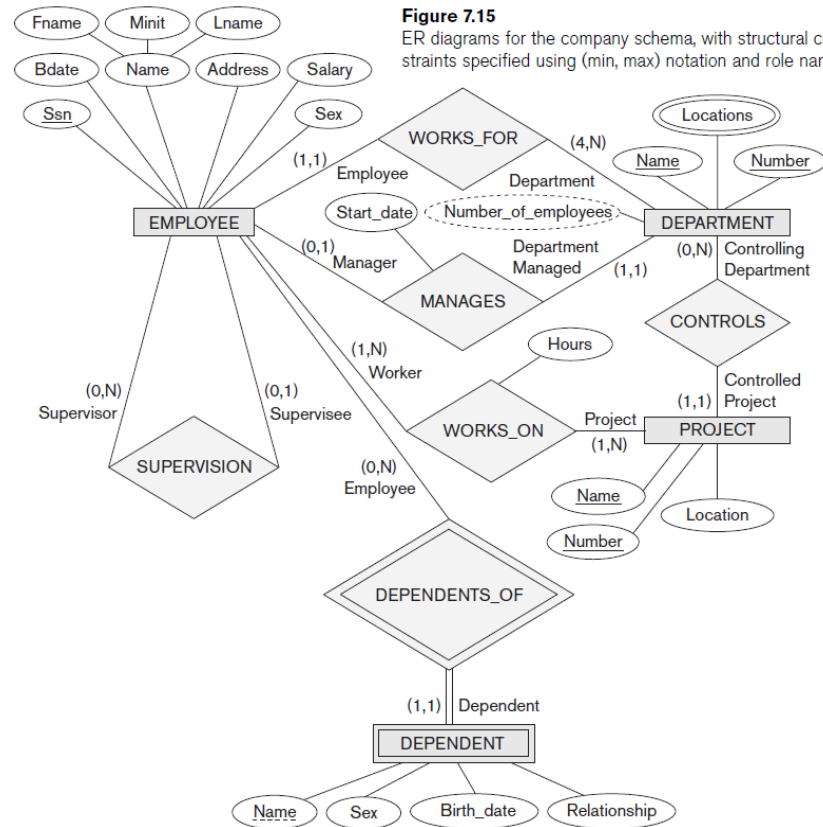 Figure 7.15
ER diagrams for the company schema, with structural
straints specified using (min, max) notation and role
Fname
Minit
Lname
Bdate
Name
Address
Salary
Ssn
Sex
WORKS_FOR
Locations
(1,1)
Employee
(4,N)
Department
Name
Number
Start_date
Number_of_employees
EMPLOYEE
DEPARTMENT
(0,1)
Manager
MANAGES
Department
Managed
(1,1)
(0,N)
Controlling
Department
CONTROLS
Hours
(1,N)
Worker
(0,N)
Supervisor
(0,1)
Supervisee
Controlled
Project
(1,1)
WORKS_ON
Project
(1,N)
PROJECT
SUPERVISION
(0,N)
Employee
Name
Number
Location
DEPENDENTS_OF
(1,1)
Dependent
DEPENDENT
Name
Sex
Birth_date
Relationship